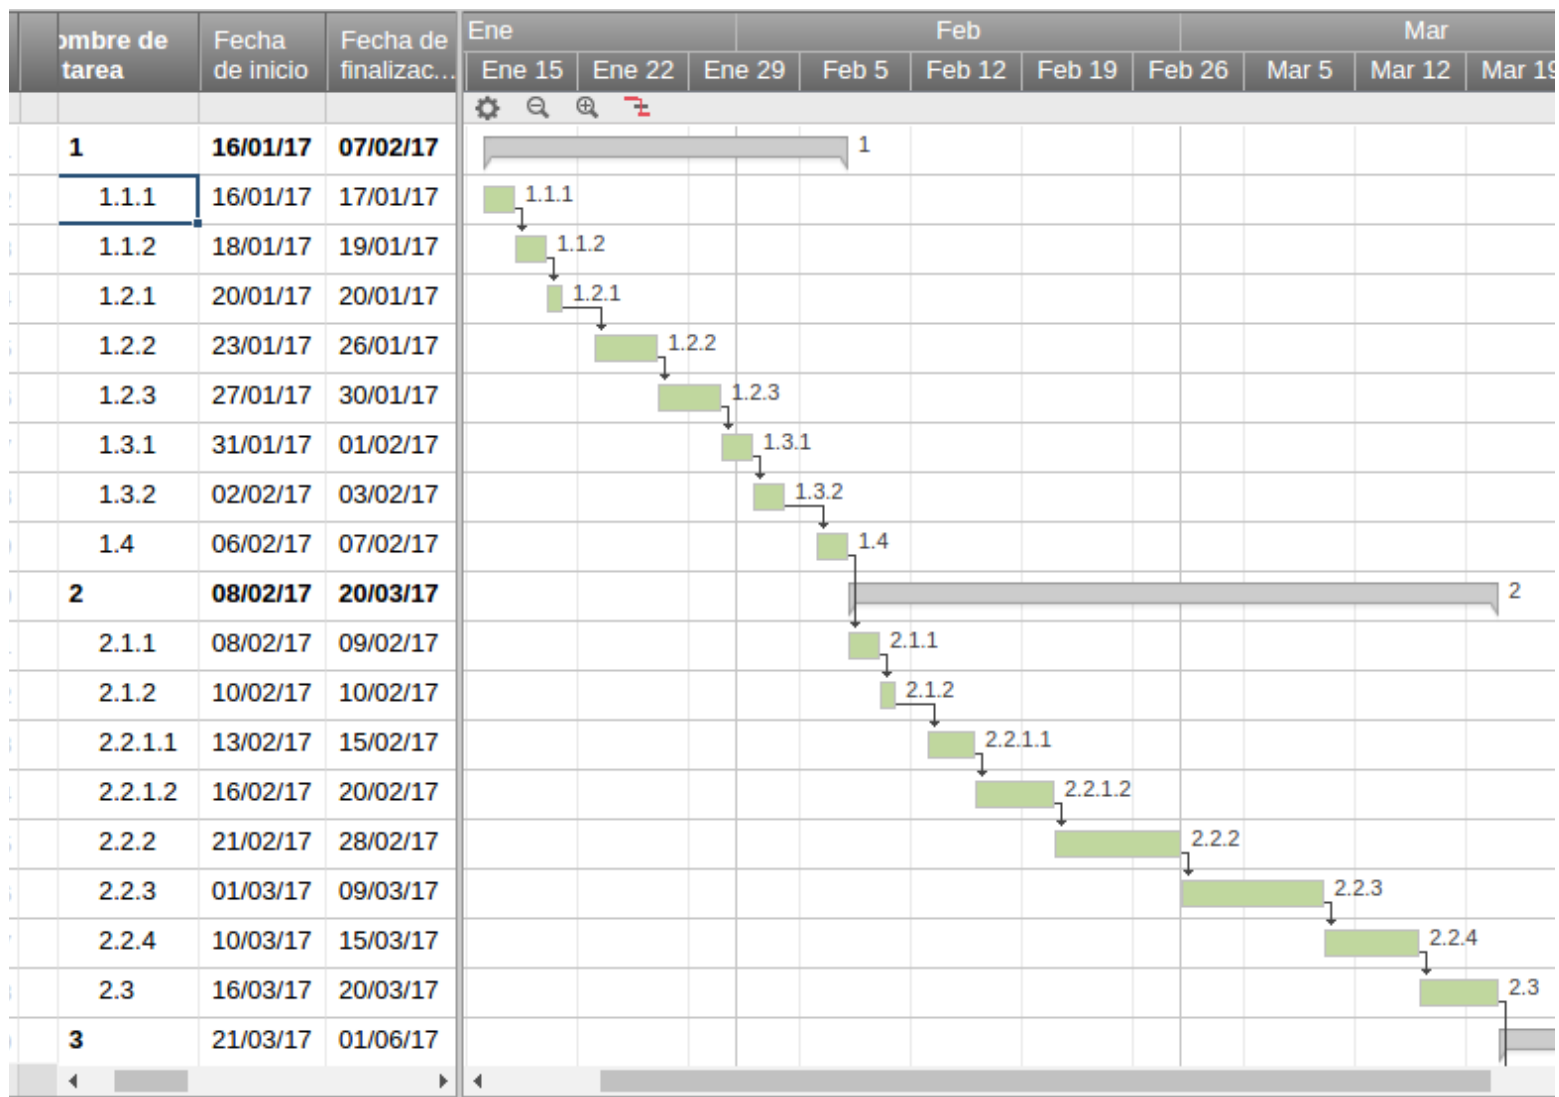 ombre de tarea Fecha de inicio Fecha de finalizac...
Ene Feb Mar
Ene 15 Ene 22 Ene 29 Feb 5 Feb 12 Feb 19 Feb 26 Mar 5 Mar 12 Mar 19
1 16/01/17 07/02/17 1
1.1.1 16/01/17 17/01/17 1.1.1
1.1.2 18/01/17 19/01/17 1.1.2
1.2.1 20/01/17 20/01/17 1.2.1
1.2.2 23/01/17 26/01/17 1.2.2
1.2.3 27/01/17 30/01/17 1.2.3
1.3.1 31/01/17 01/02/17 1.3.1
1.3.2 02/02/17 03/02/17 1.3.2
1.4 06/02/17 07/02/17 1.4
2 08/02/17 20/03/17 2
2.1.1 08/02/17 09/02/17 2.1.1
2.1.2 10/02/17 10/02/17 2.1.2
2.2.1.1 13/02/17 15/02/17 2.2.1.1
2.2.1.2 16/02/17 20/02/17 2.2.1.2
2.2.2 21/02/17 28/02/17 2.2.2
2.2.3 01/03/17 09/03/17 2.2.3
2.2.4 10/03/17 15/03/17 2.2.4
2.3 16/03/17 20/03/17 2.3
3 21/03/17 01/06/17